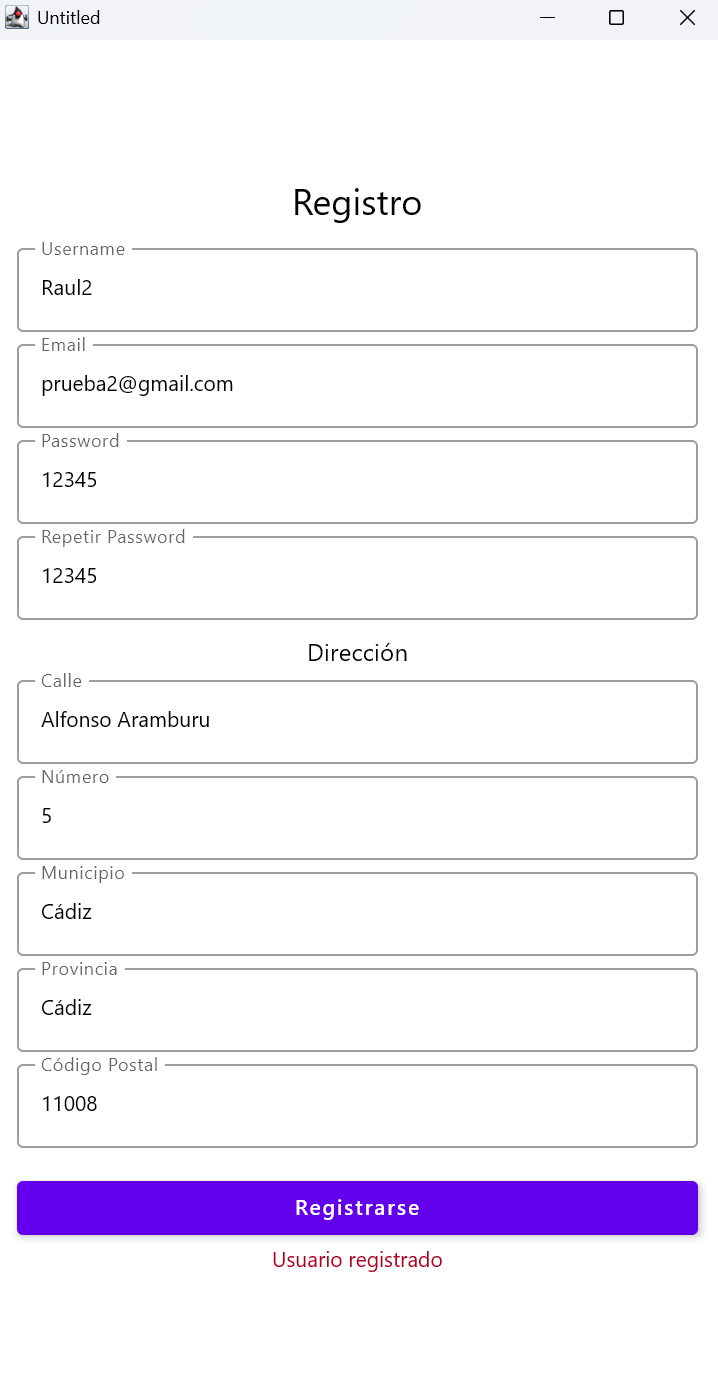 Untitled
Registro
Username
Raul2
Email
prueba2@gmail.com
Password
12345
Repetir Password
12345
Dirección
Calle
Alfonso Aramburu
Número
5
Municipio
Cádiz
Provincia
Cádiz
Código Postal
11008
Registrarse
Usuario registrado